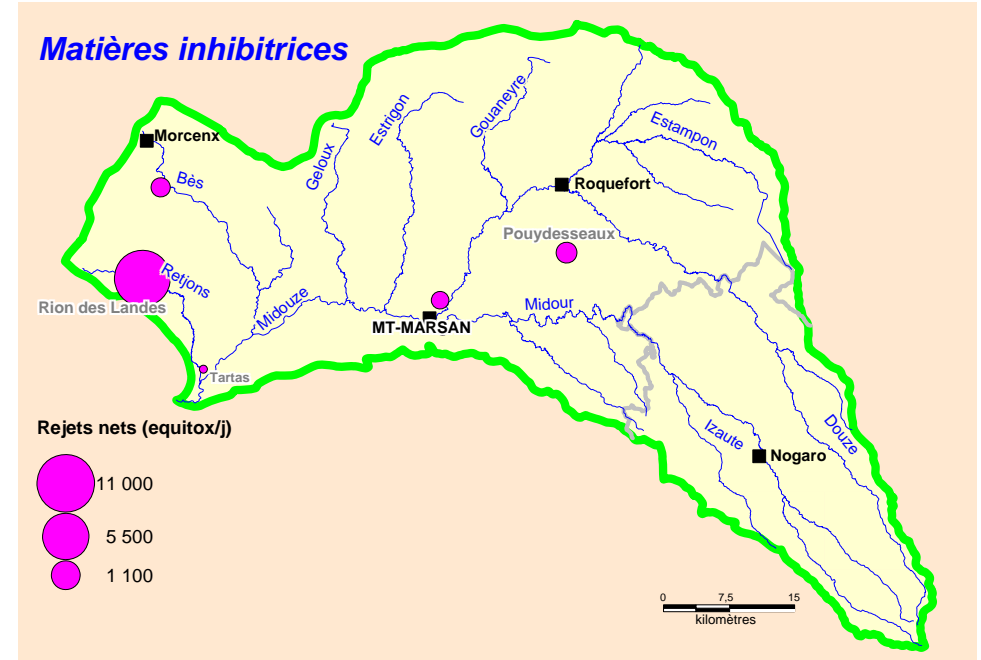 Matières inhibitrices
Morcenx
Bès
Geloux
Estrigon
Gouaneyre
Estampon
Roquefort
Pouydesseaux
Retjons
Rion des Landes
Midouze
Midour
MT-MARSAN
Tartas
Izaute
Douze
Nogaro
Rejets nets (equitox/j)
11 000
5 500
1 100
0 7,5 15
kilomètres